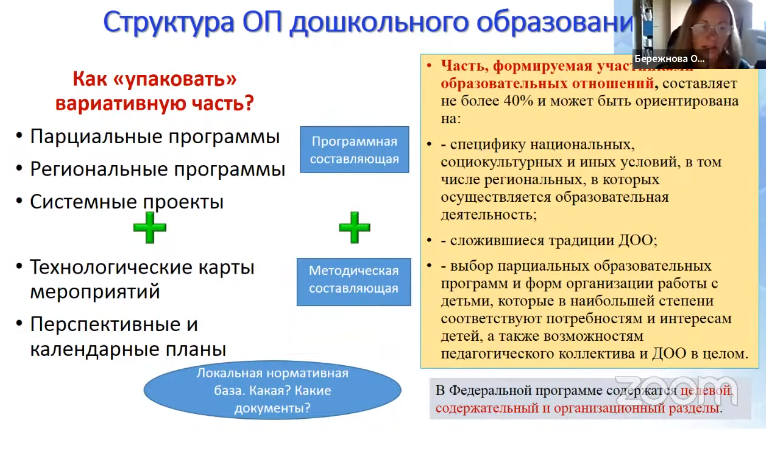 Структура ОП дошкольного образовани
Бережнова О...
Как «упаковать»
вариативную часть?
• Парциальные программы
• Региональные программы
• Системные проекты
Программная
составляющая
• Технологические карты
мероприятий
• Перспективные и
календарные планы
Методическая
составляющая
Локальная нормативная
база. Какая? Какие
документы?
• Часть, формируемая участниками
образовательных отношений, составляет
не более 40% и может быть ориентирована
на:
• - специфику национальных,
социокультурных и иных условий, в том
числе региональных, в которых
осуществляется образовательная
деятельность;
• - сложившиеся традиции ДОО;
• - выбор парциальных образовательных
программ и форм организации работы с
детьми, которые в наибольшей степени
соответствуют потребностям и интересам
детей, а также возможностям
педагогического коллектива и ДОО в целом.
В Федеральной программе содержатся целевой,
содержательный и организационный разделы.
zoom